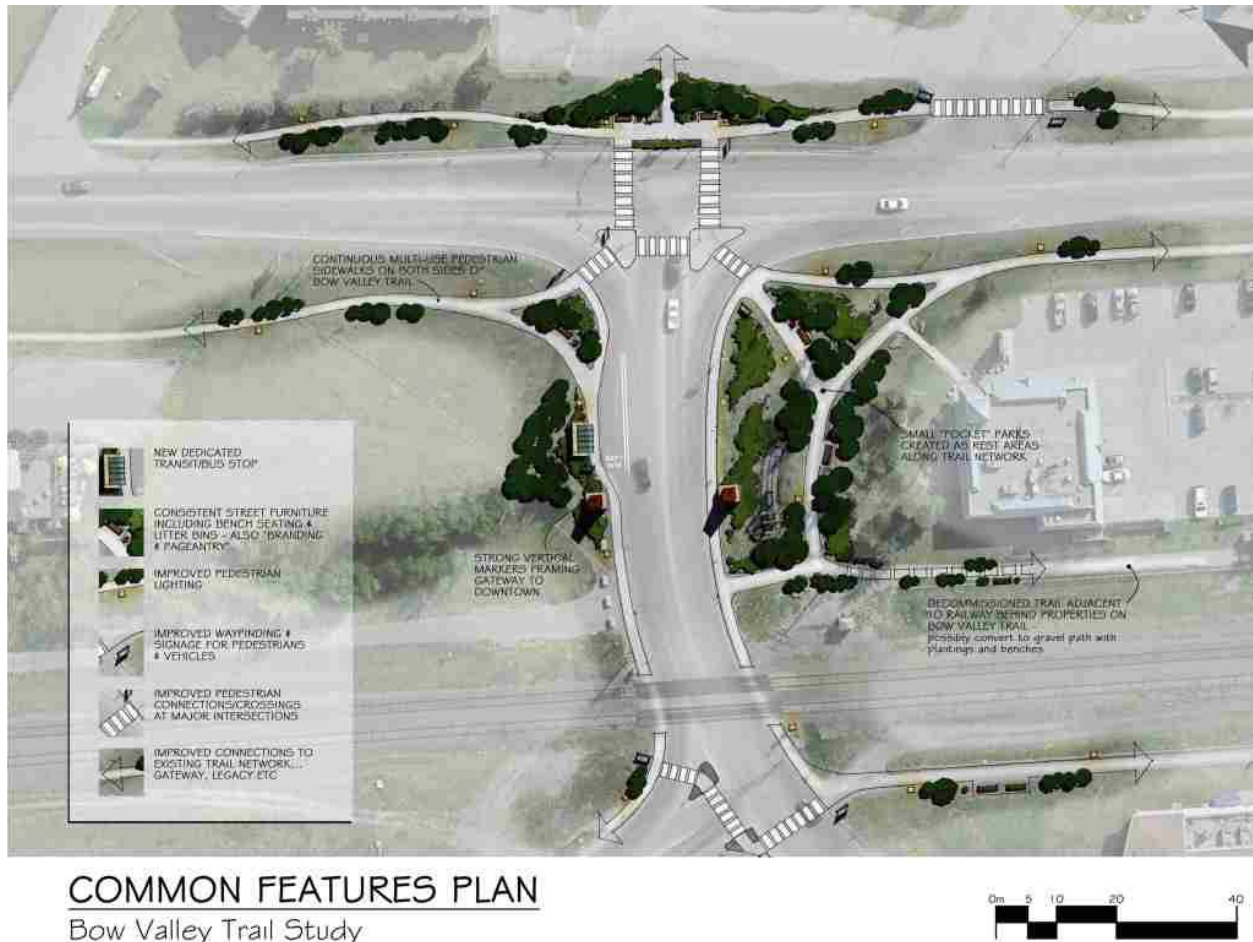 CONTINUOUS MULTI-USE PEDESTRIAN
SIDEWALKS ON BOTH SIDES OF
BOW VALLEY TRAIL
SMALL "POCKET" PARKS
CREATED AS REST AREAS
ALONG TRAIL NETWORK
STRONG VERTICAL
MARKERS FRAMING
GATEWAY TO
DOWNTOWN
DECOMMISSIONED TRAIL ADJACENT
TO RAILWAY BEHIND PROPERTIES ON
BOW VALLEY TRAIL
possibly convert to gravel path with
plantings and benches
NEW DEDICATED
TRANSIT/BUS STOP
CONSISTENT STREET FURNITURE
INCLUDING BENCH SEATING &
LITTER BINS - ALSO "BRANDING
& PAGEANTRY"
IMPROVED PEDESTRIAN
LIGHTING
IMPROVED WAYFINDING &
SIGNAGE FOR PEDESTRIANS
& VEHICLES
IMPROVED PEDESTRIAN
CONNECTIONS/CROSSINGS
AT MAJOR INTERSECTIONS
IMPROVED CONNECTIONS TO
EXISTING TRAIL NETWORK...
GATEWAY, LEGACY ETC
COMMON FEATURES PLAN
Bow Valley Trail Study
0m 5 10 20 40